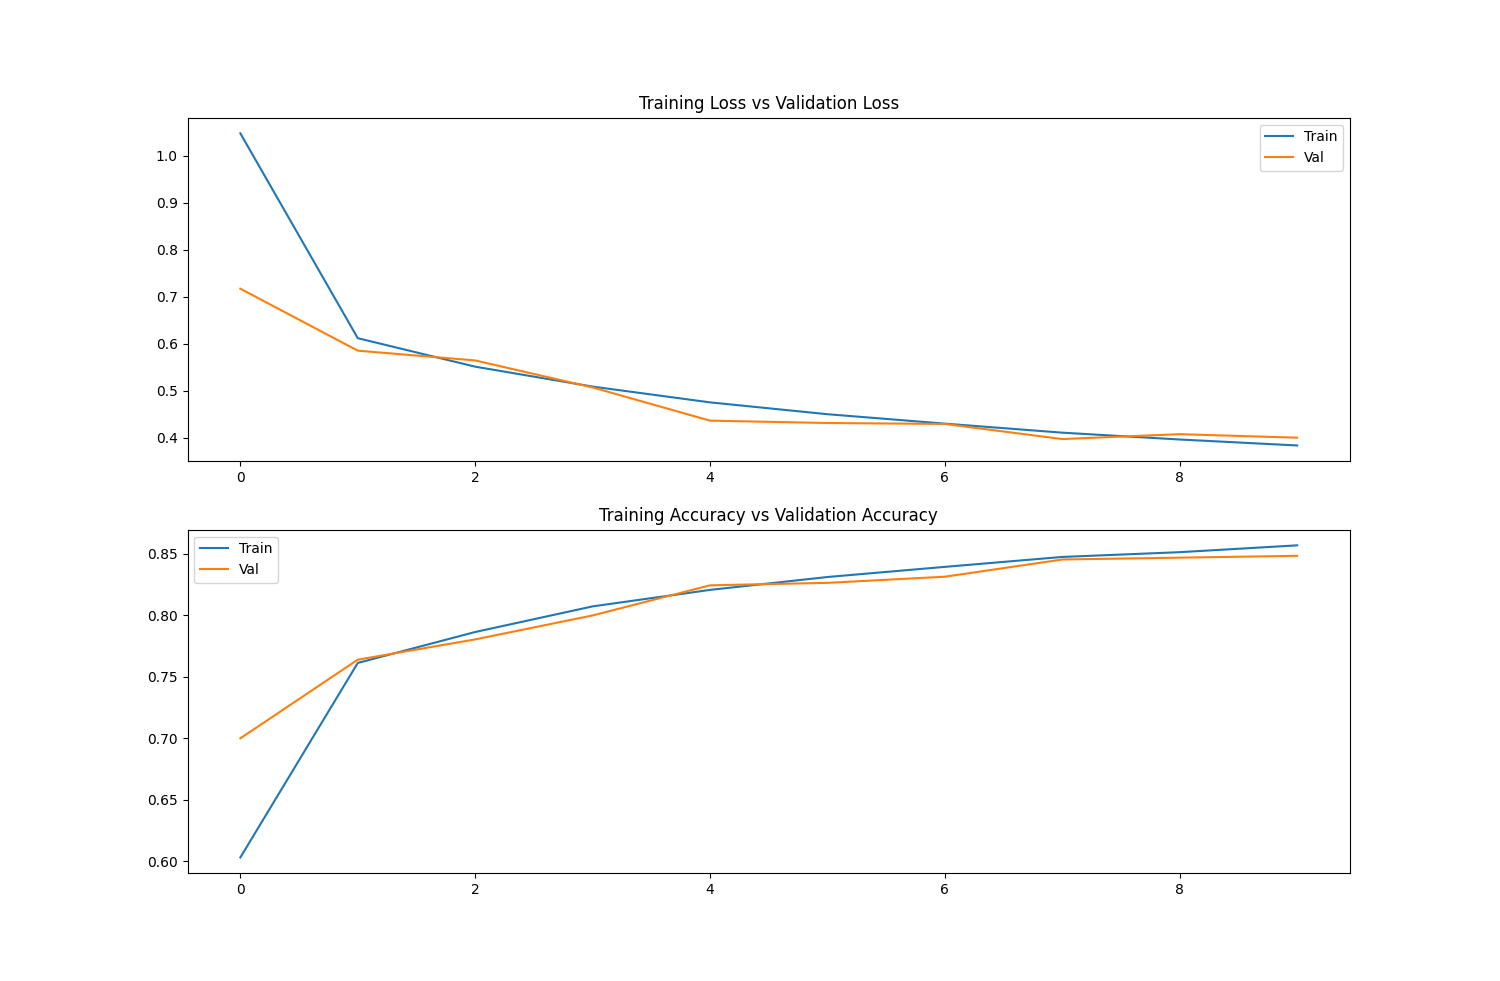 Training Loss vs Validation Loss
Train
Val
1.0
0.9
0.8
0.7
0.6
0.5
0.4
0 2 4 6 8
Training Accuracy vs Validation Accuracy
Train
Val
0.85
0.80
0.75
0.70
0.65
0.60
0 2 4 6 8